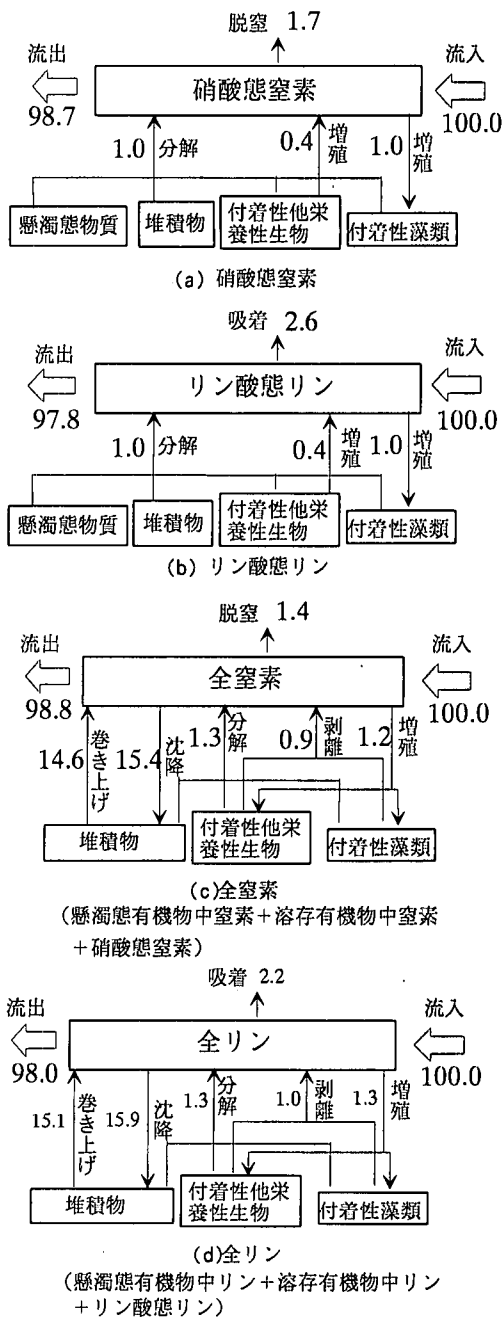 脱窒 1.7
流出
流入
硝酸態窒素
98.7
100.0
1.0 分解
0.4 増殖
1.0 増殖
懸濁態物質
堆積物
付着性他栄
養性生物
付着性藻類
(a) 硝酸態窒素
吸着 2.6
流出
流入
リン酸態リン
97.8
100.0
1.0 分解
0.4 増殖
1.0 増殖
懸濁態物質
堆積物
付着性他栄
養性生物
付着性藻類
(b) リン酸態リン
脱窒 1.4
流出
流入
全窒素
98.8
100.0
14.6 巻き上げ
15.4 沈降
1.3 分解
0.9 剥離
1.2 増殖
堆積物
付着性他栄
養性生物
付着性藻類
(c)全窒素
(懸濁態有機物中窒素+溶存有機物中窒素
+硝酸態窒素)
吸着 2.2
流出
流入
全リン
98.0
100.0
15.1 巻き上げ
15.9 沈降
1.3 分解
1.0 剥離
1.3 増殖
堆積物
付着性他栄
養性生物
付着性藻類
(d)全リン
(懸濁態有機物中リン+溶存有機物中リン
+リン酸態リン)